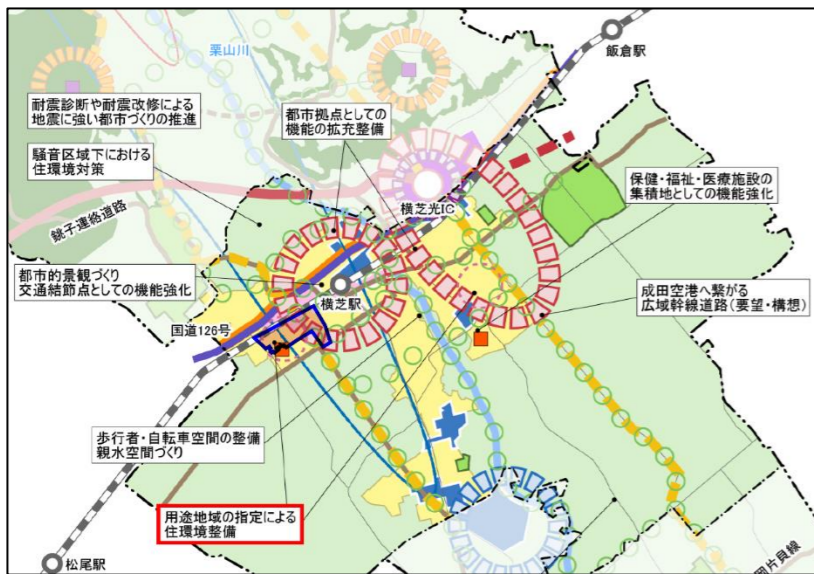 飯倉駅
栗山川
耐震診断や耐震改修による
地震に強い都市づくりの推進
都市拠点としての
機能の拡充整備
騒音区域下における
住環境対策
保健・福祉・医療施設の
集積地としての機能強化
横芝光IC
銚子連絡道路
都市的景観づくり
交通結節点としての機能強化
横芝駅
成田空港へ繋がる
広域幹線道路(要望・構想)
国道126号
歩行者・自転車空間の整備
親水空間づくり
用途地域の指定による
住環境整備
松尾駅
片貝線